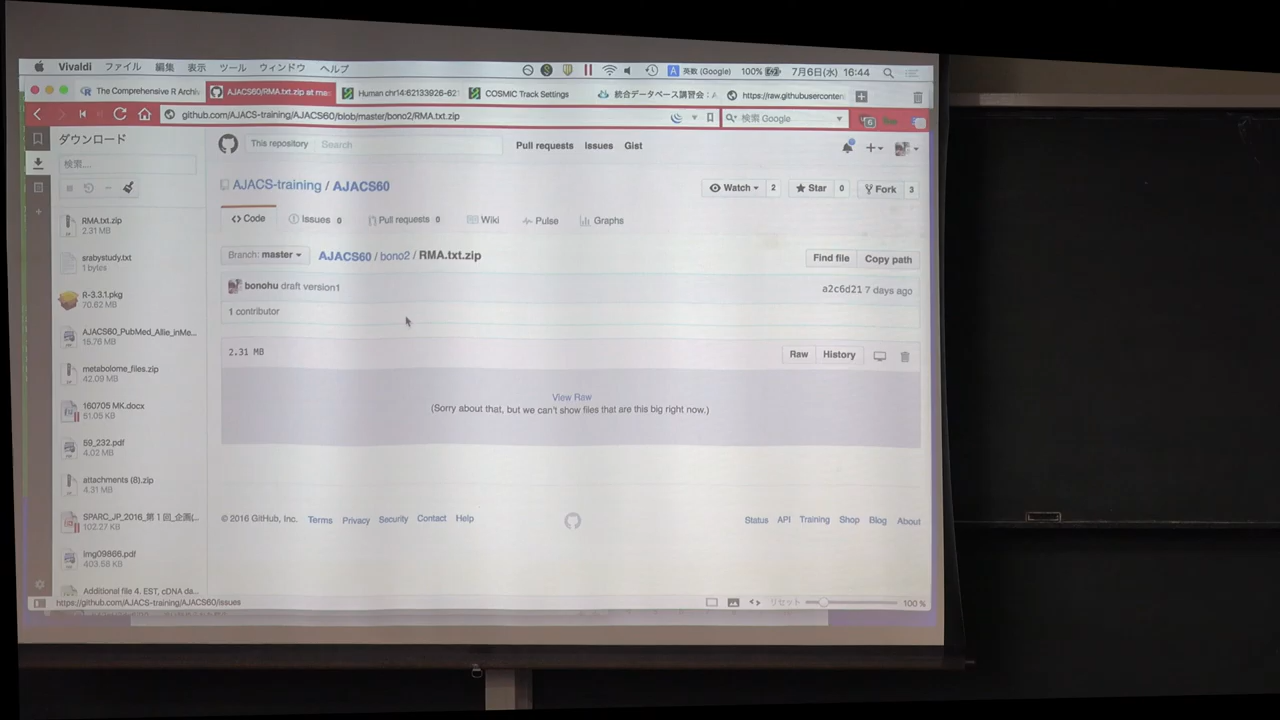 Vivaldi ファイル 編集 表示 ツール ウィンドウ ヘルプ
英数 (Google) 100% 7月6日(水) 16:44
The Comprehensive R Archiv
AJACS60/RMA.txt.zip at mas
Human chr14:62133926-621
COSMIC Track Settings
統合データベース講習会：A
https://raw.githubuserconten
github.com/AJACS-training/AJACS60/blob/master/bono2/RMA.txt.zip
検索 Google
ダウンロード
検索...
RMA.txt.zip
2.31 MB
srabystudy.txt
1 bytes
R-3.3.1.pkg
70.62 MB
AJACS60_PubMed_Allie_inMe...
metabolome_files.zip
42.09 MB
160705 MK.docx
51.05 KB
59_232.pdf
4.02 MB
attachments (8).zip
4.31 MB
SPARC_JP_2016_第1回_企画(...
102.27 KB
img09866.pdf
403.56 KB
Additional file 4. EST, cDNA da...
This repository Search
Pull requests Issues Gist
AJACS-training / AJACS60
Watch 2 Star 0 Fork 3
Code Issues 0 Pull requests 0 Wiki Pulse Graphs
Branch: master AJACS60 / bono2 / RMA.txt.zip
Find file Copy path
bonohu draft version1
a2c6d21 7 days ago
1 contributor
2.31 MB
Raw History
View Raw
(Sorry about that, but we can't show files that are this big right now.)
© 2016 GitHub, Inc. Terms Privacy Security Contact Help
Status API Training Shop Blog About
https://github.com/AJACS-training/AJACS60/issues
リセット 100 %